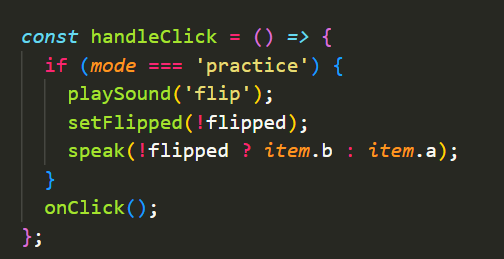 const handleClick = () => {
  if (mode === 'practice') {
    playSound('flip');
    setFlipped(!flipped);
    speak(!flipped ? item.b : item.a);
  }
  onClick();
};